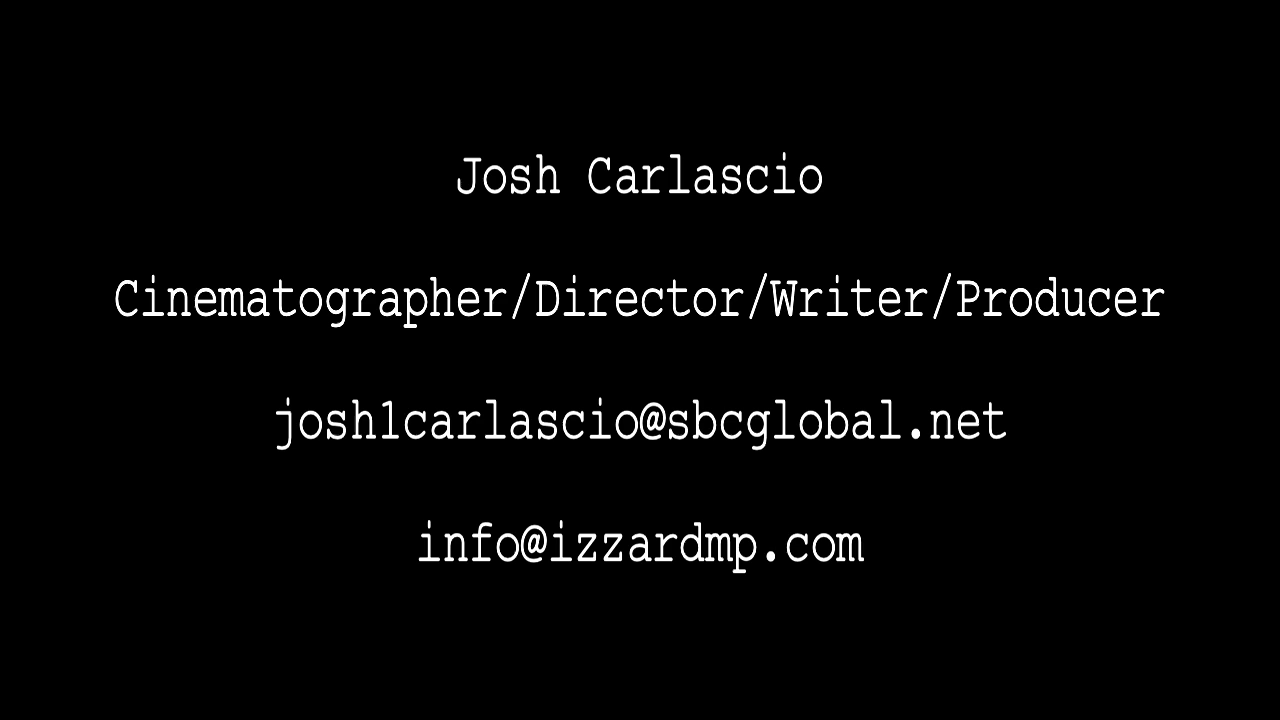 Josh Carlascio
Cinematographer/Director/Writer/Producer
josh1carlascio@sbcglobal.net
info@izzardmp.com